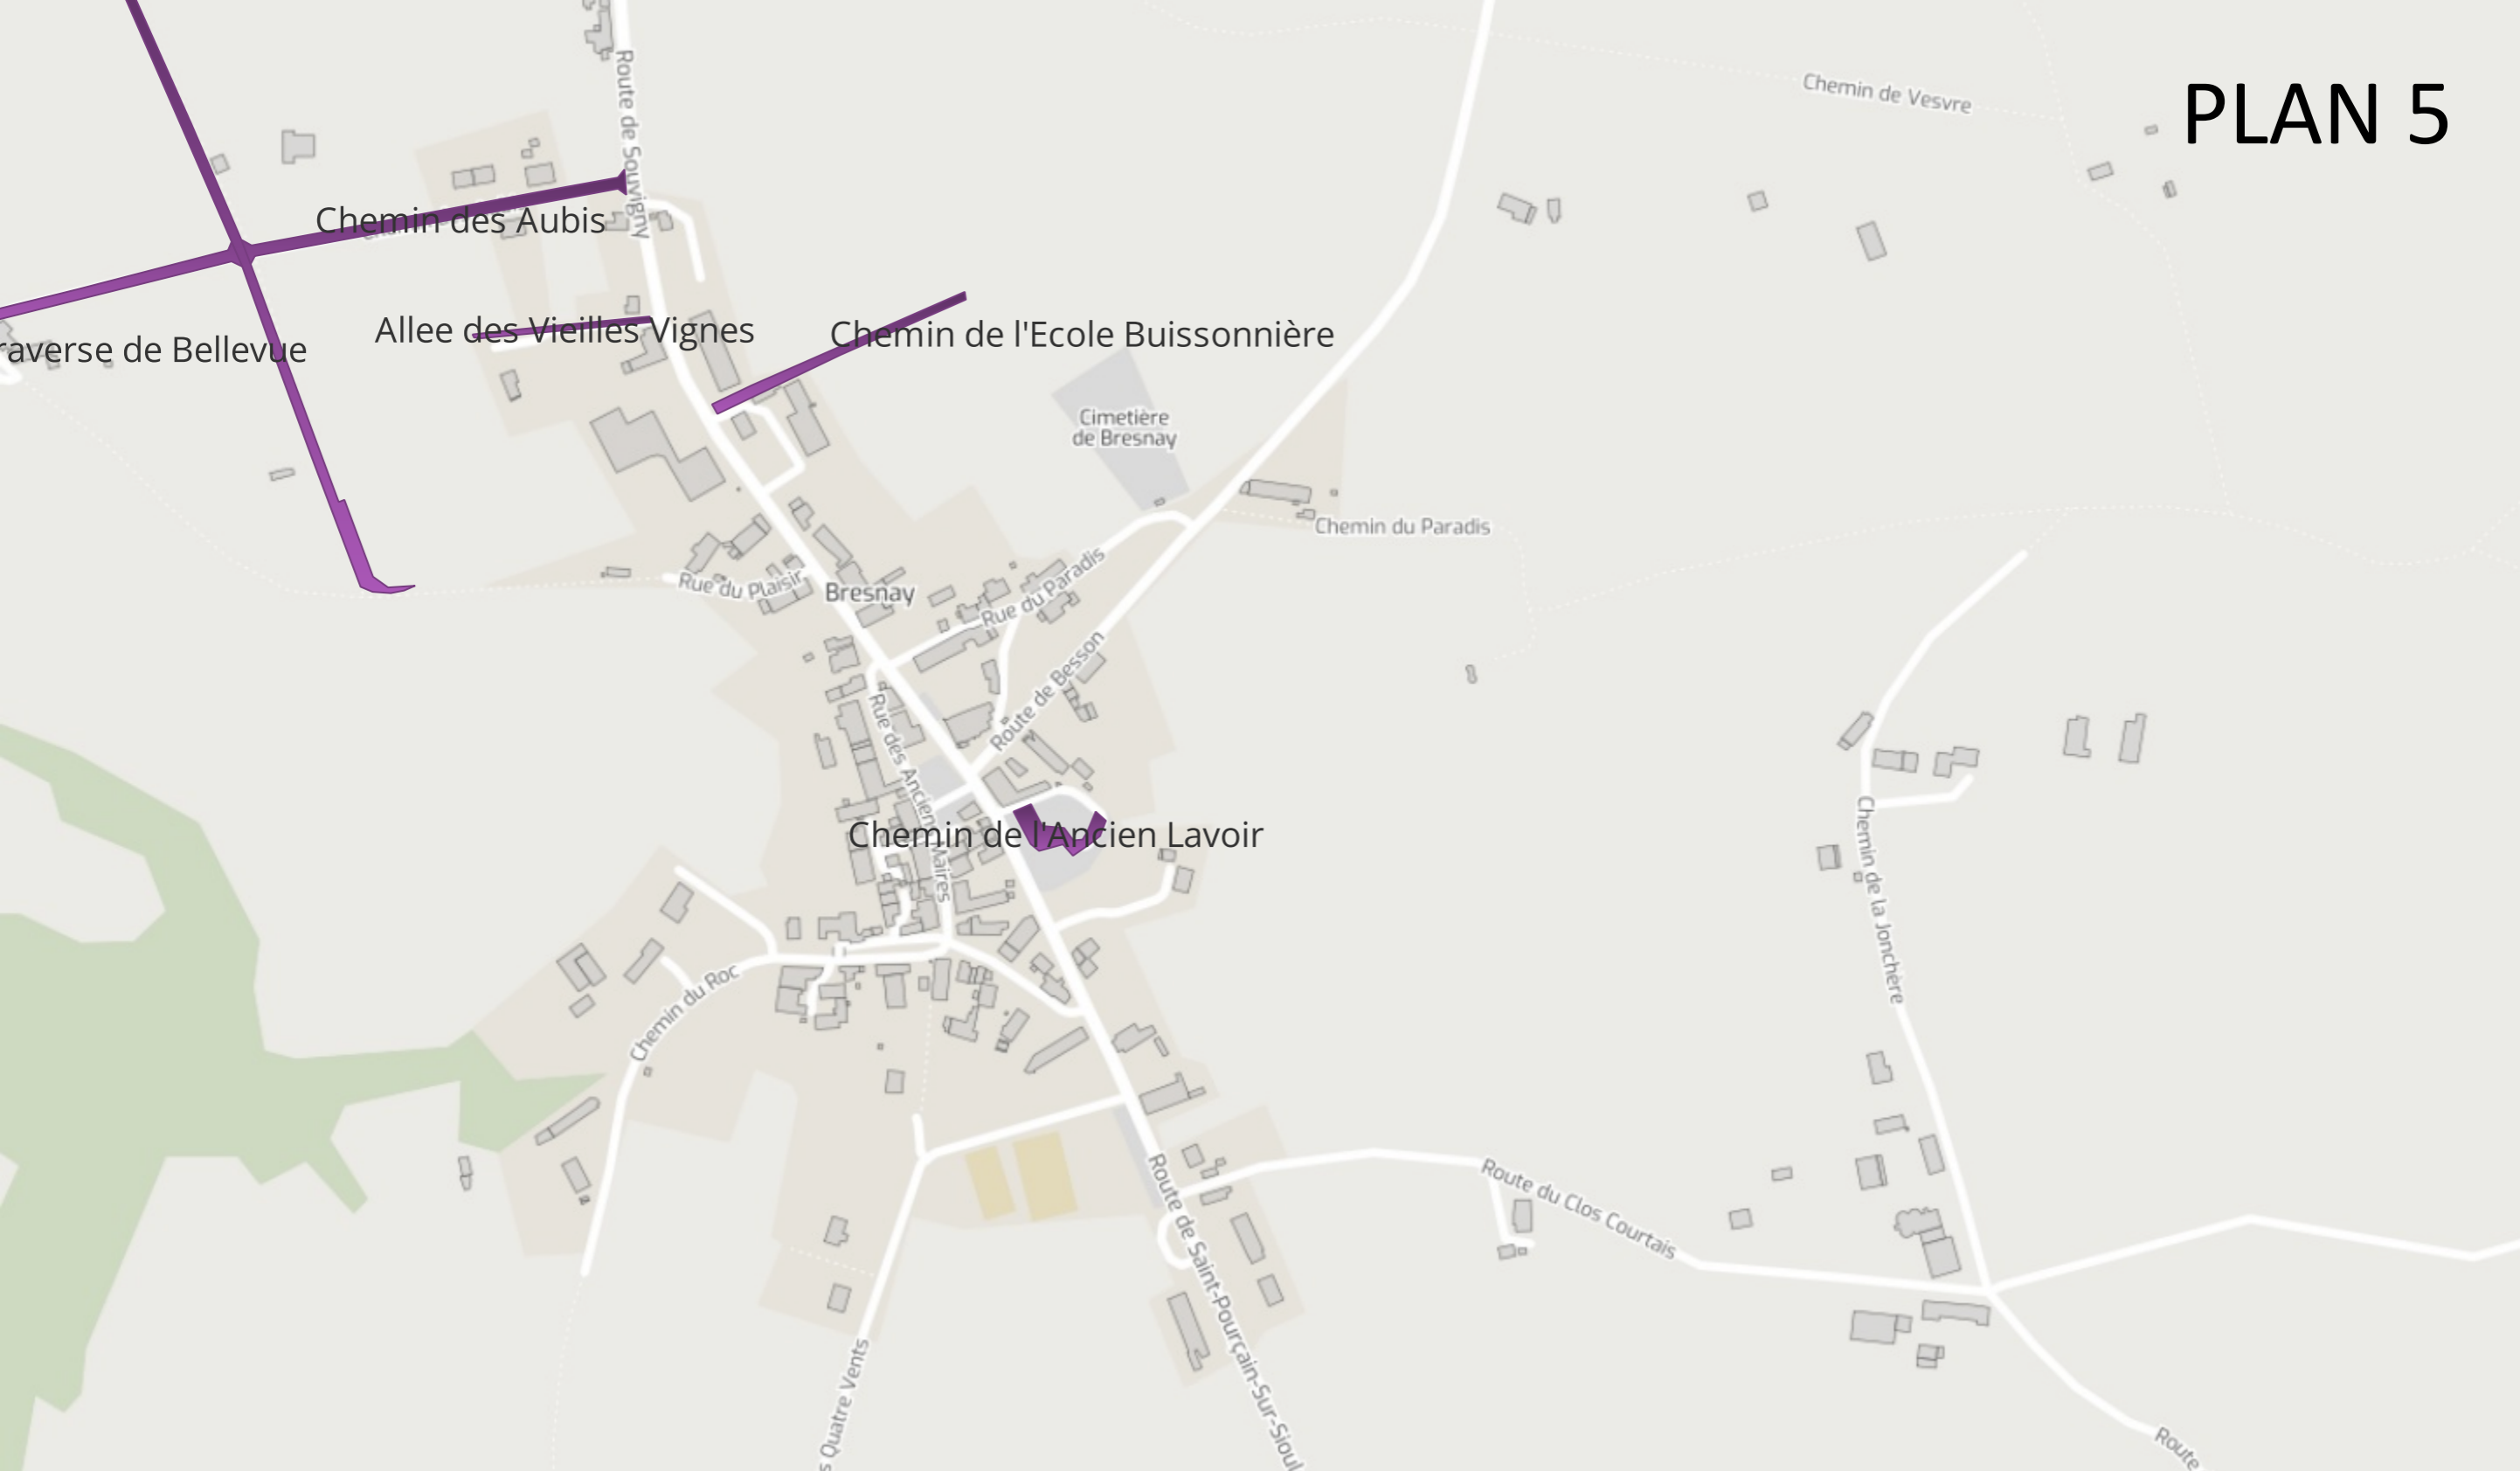 Route de Souvigny
Chemin de Vesvre
PLAN 5
Chemin des Aubis
Allee des Vieilles Vignes
Chemin de l'Ecole Buissonnière
raverse de Bellevue
Cimetière
de Bresnay
Chemin du Paradis
Rue du Plaisir
Bresnay
Rue du Paradis
Route de Besson
Rue des Anciens Maires
Chemin de l'Ancien Lavoir
Chemin de la Jonchère
Chemin du Roc
Route du Clos Courtais
Route de Saint-Pourçain-Sur-Sioul
s Quatre Vents
Route